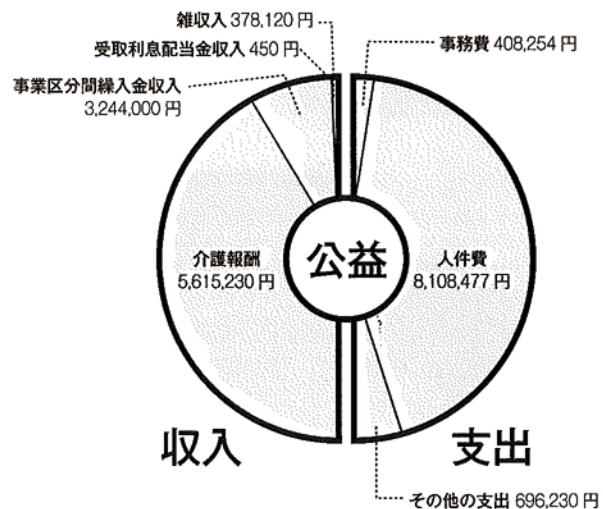 雑収入 378,120 円
受取利息配当金収入 450 円
事業区分間繰入金収入
3,244,000 円
事務費 408,254 円
介護報酬
5,615,230 円
公益
人件費
8,108,477 円
収入
支出
その他の支出 696,230 円